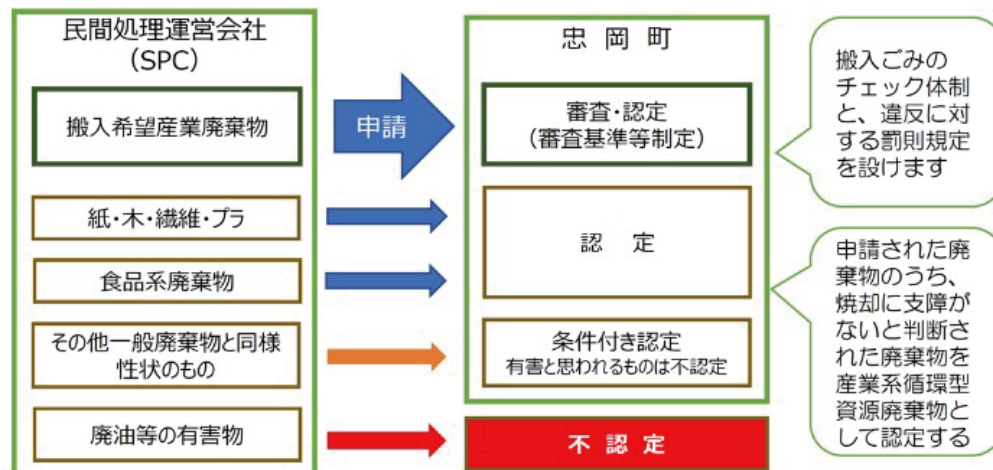 民間処理運営会社
（SPC）
搬入希望産業廃棄物
紙・木・繊維・プラ
食品系廃棄物
その他一般廃棄物と同様
性状のもの
廃油等の有害物
申請
忠 岡 町
審査・認定
（審査基準等制定）
認 定
条件付き認定
有害と思われるものは不認定
不 認 定
搬入ごみの
チェック体制
と、違反に対
する罰則規定
を設けます
申請された廃
棄物のうち、
焼却に支障が
ないと判断さ
れた廃棄物を
産業系循環型
資源廃棄物と
して認定する